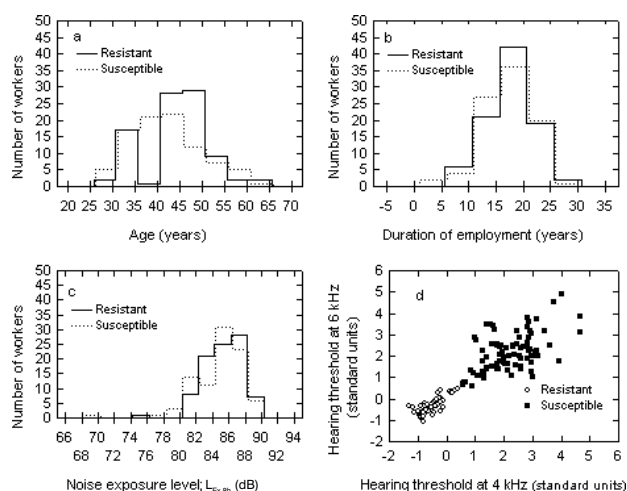 a
Resistant
Susceptible
Number of workers
50
45
40
35
30
25
20
15
10
5
0
20 25 30 35 40 45 50 55 60 65 70
Age (years)
b
Resistant
Susceptible
Number of workers
50
45
40
35
30
25
20
15
10
5
0
-5 0 5 10 15 20 25 30 35
Duration of employment (years)
c
Resistant
Susceptible
Number of workers
50
40
30
25
20
15
10
5
0
66 70 74 78 82 86 90 94
68 72 76 80 84 88 92
Noise exposure level; (dB)
d
Resistant
Susceptible
Hearing threshold at 6 kHz
(standard units)
6
5
4
3
2
1
0
-1
-2
-2 -1 0 1 2 3 4 5 6
Hearing threshold at 4 kHz (standard units)